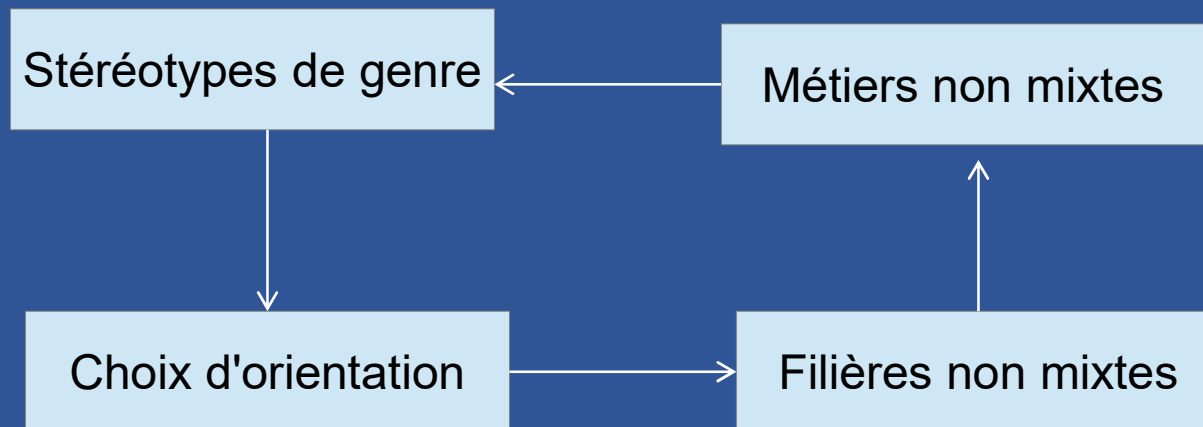 Stéréotypes de genre
Métiers non mixtes
Choix d'orientation
Filières non mixtes